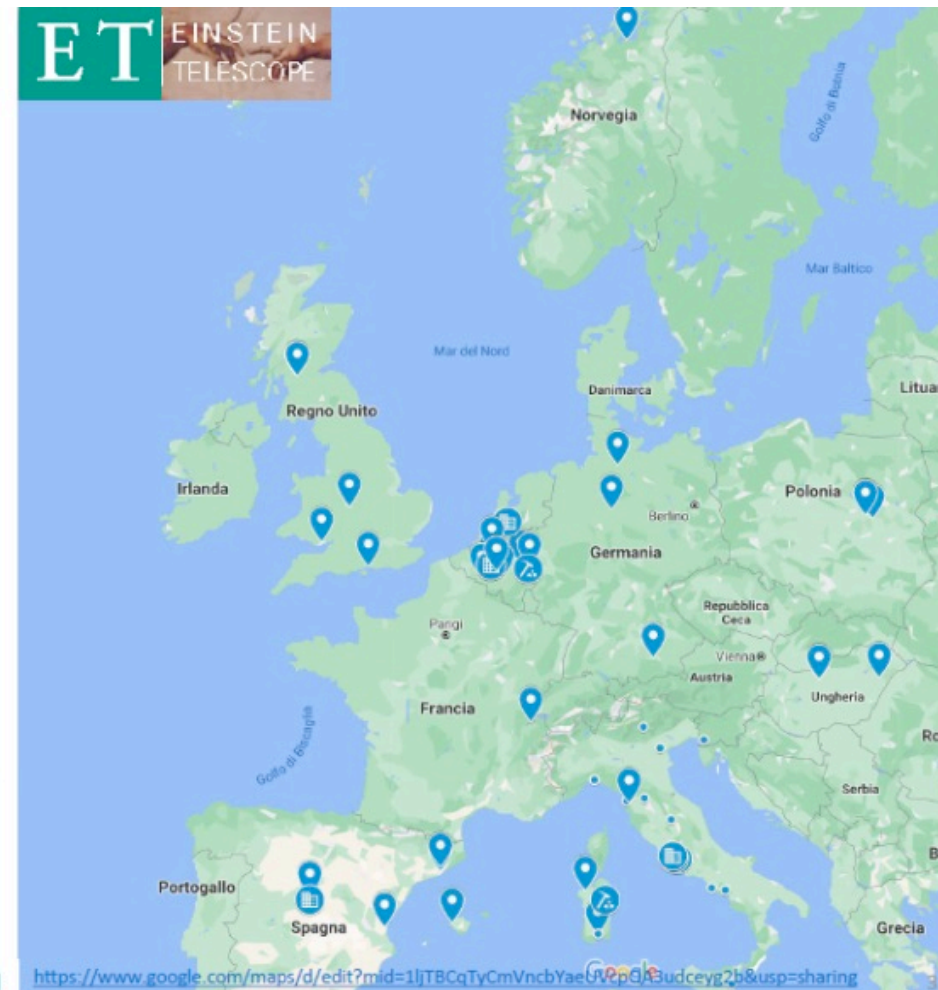 ET EINSTEIN
TELESCOPE
Norvegia
Golfo di Botnia
Mar Baltico
Mar del Nord
Danimarca
Litua
Regno Unito
Irlanda
Polonia
Berlino
Germania
Repubblica
Ceca
Parigi
Vienna
Austria
Ungheria
Francia
Ro
Golfo di Biscaglia
Serbia
B
Portogallo
Spagna
Grecia
Google